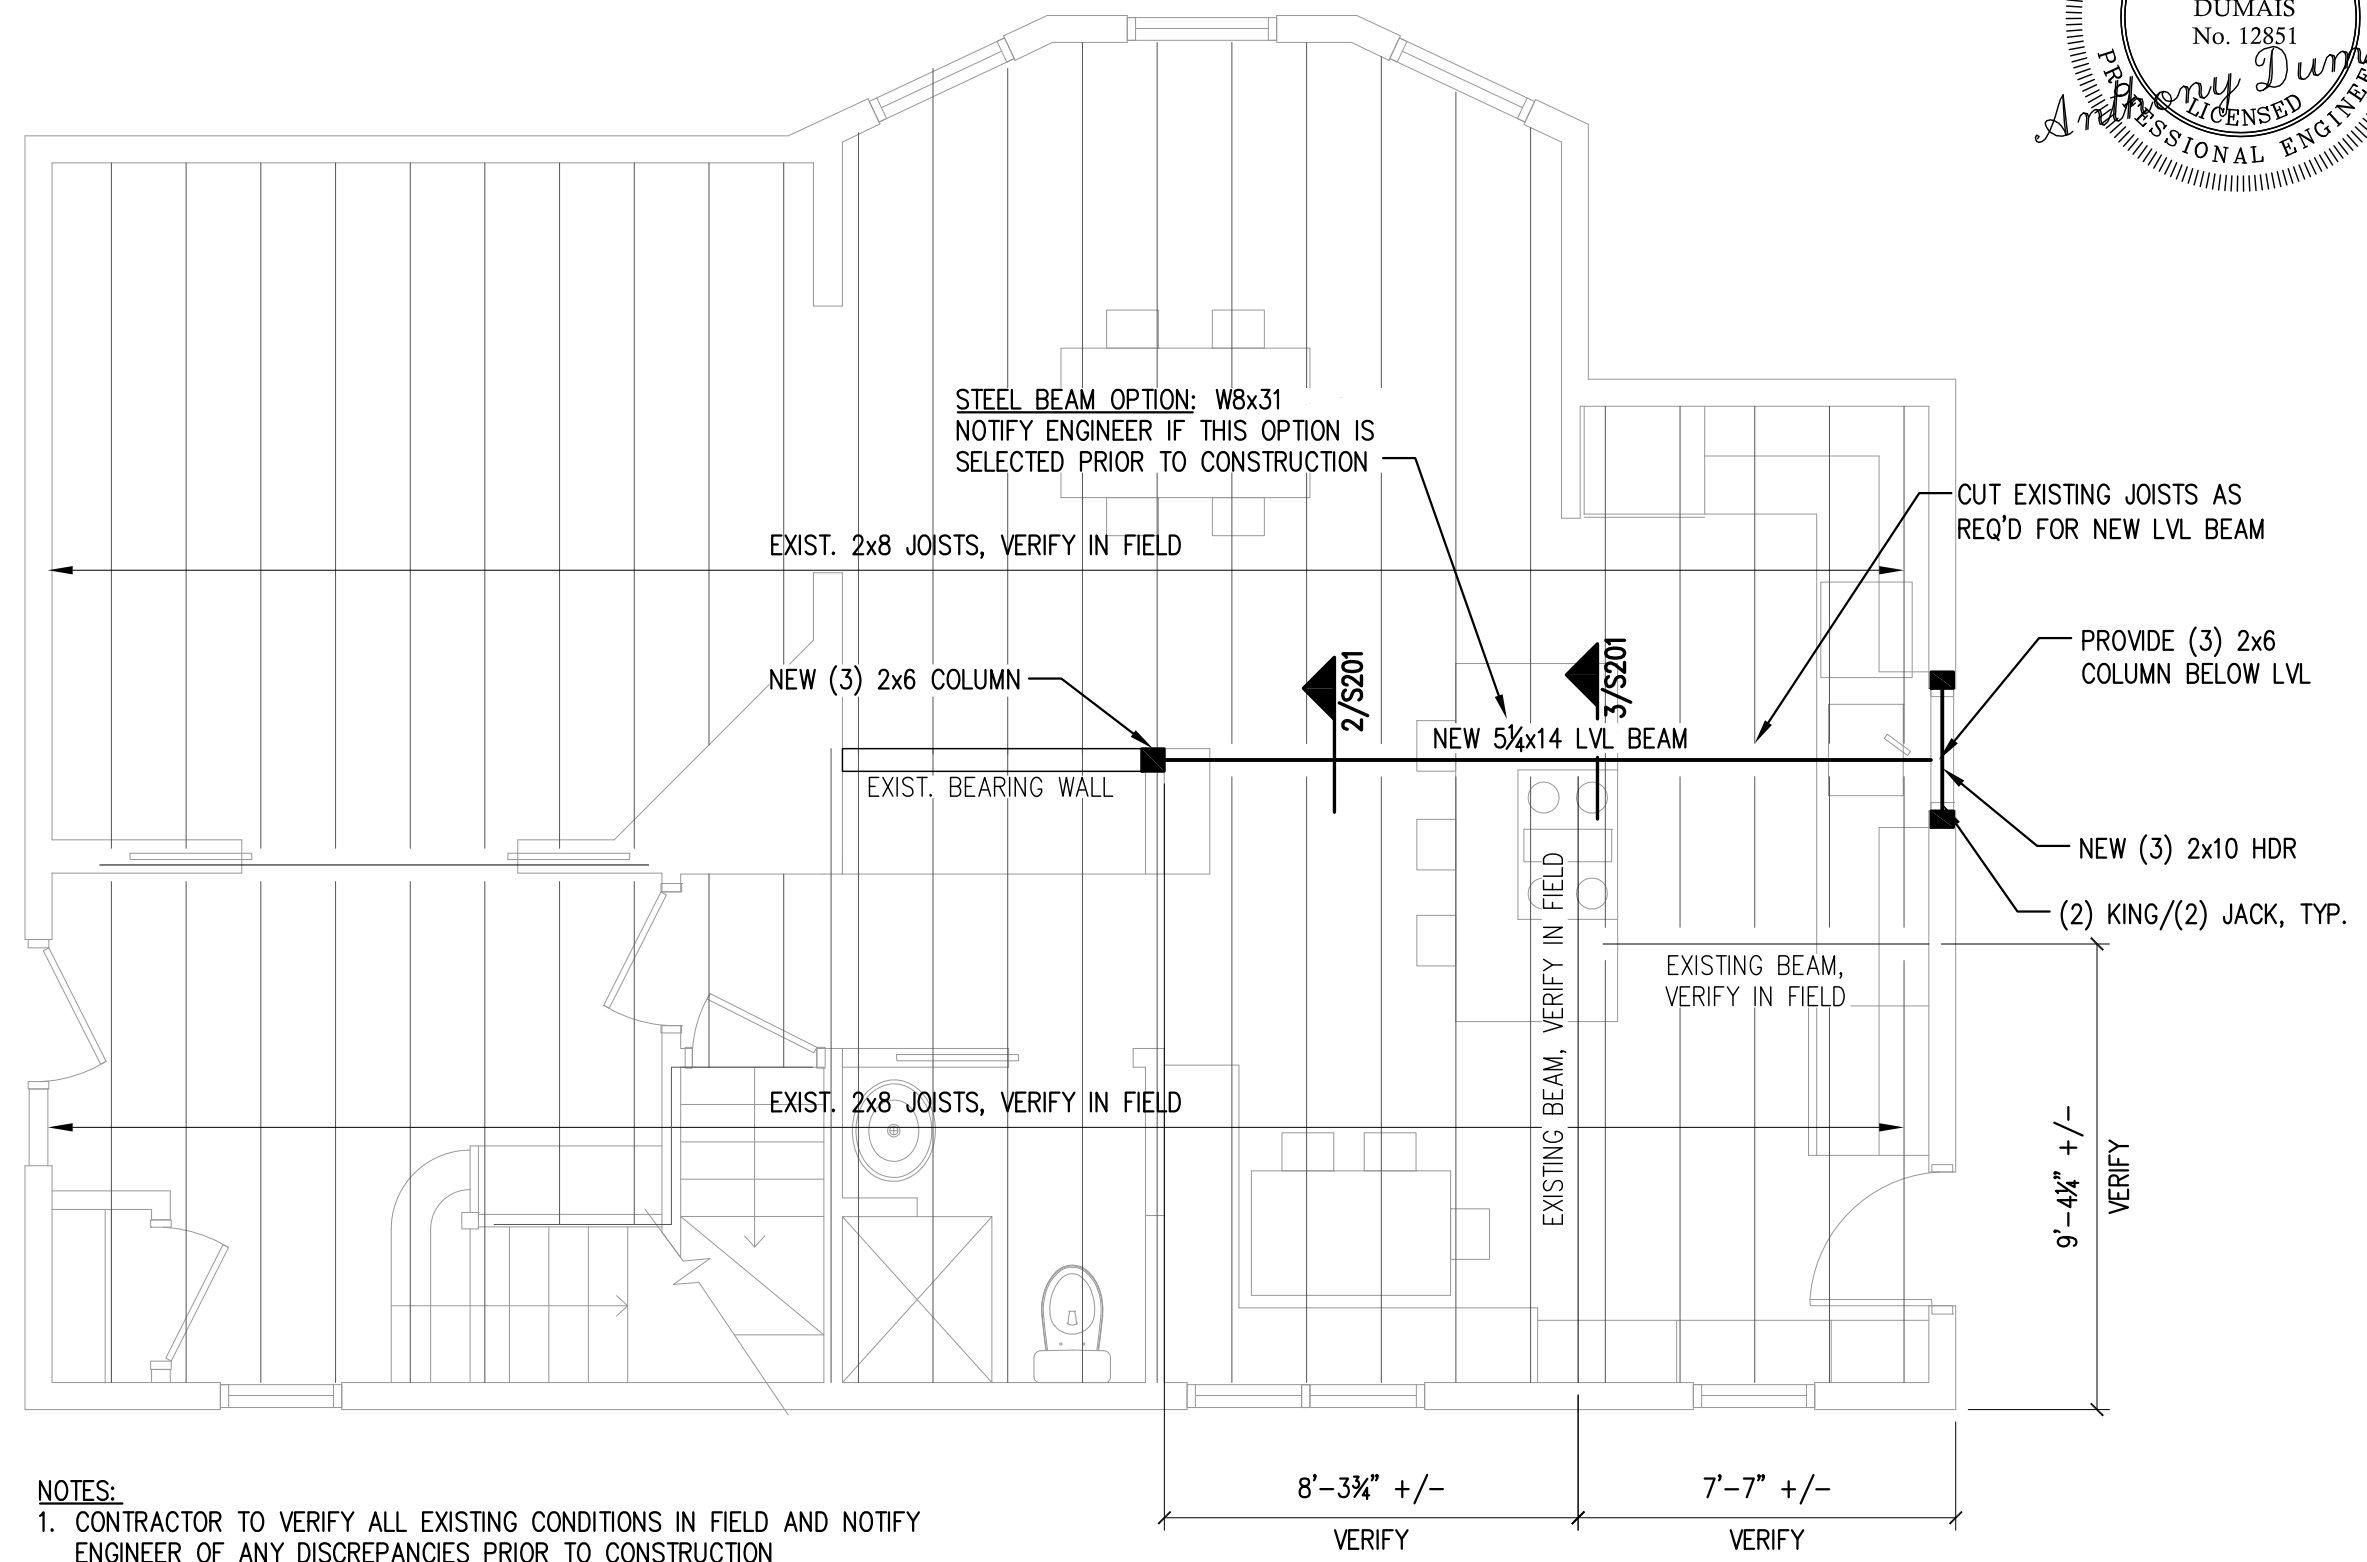 DUMAIS
No. 12851
LICENSED
PROFESSIONAL ENGINEE
Anthony Dum
STEEL BEAM OPTION: W8x31
NOTIFY ENGINEER IF THIS OPTION IS
SELECTED PRIOR TO CONSTRUCTION
CUT EXISTING JOISTS AS
REQ'D FOR NEW LVL BEAM
EXIST. 2x8 JOISTS, VERIFY IN FIELD
PROVIDE (3) 2x6
COLUMN BELOW LVL
NEW (3) 2x6 COLUMN
2/S201
3/S201
NEW 5¼x14 LVL BEAM
EXIST. BEARING WALL
NEW (3) 2x10 HDR
(2) KING/(2) JACK, TYP.
EXISTING BEAM, VERIFY IN FIELD
EXISTING BEAM,
VERIFY IN FIELD
EXIST. 2x8 JOISTS, VERIFY IN FIELD
9'-4¼" +/-
VERIFY
8'-3¾" +/-
VERIFY
7'-7" +/-
VERIFY
NOTES:
1. CONTRACTOR TO VERIFY ALL EXISTING CONDITIONS IN FIELD AND NOTIFY
ENGINEER OF ANY DISCREPANCIES PRIOR TO CONSTRUCTION